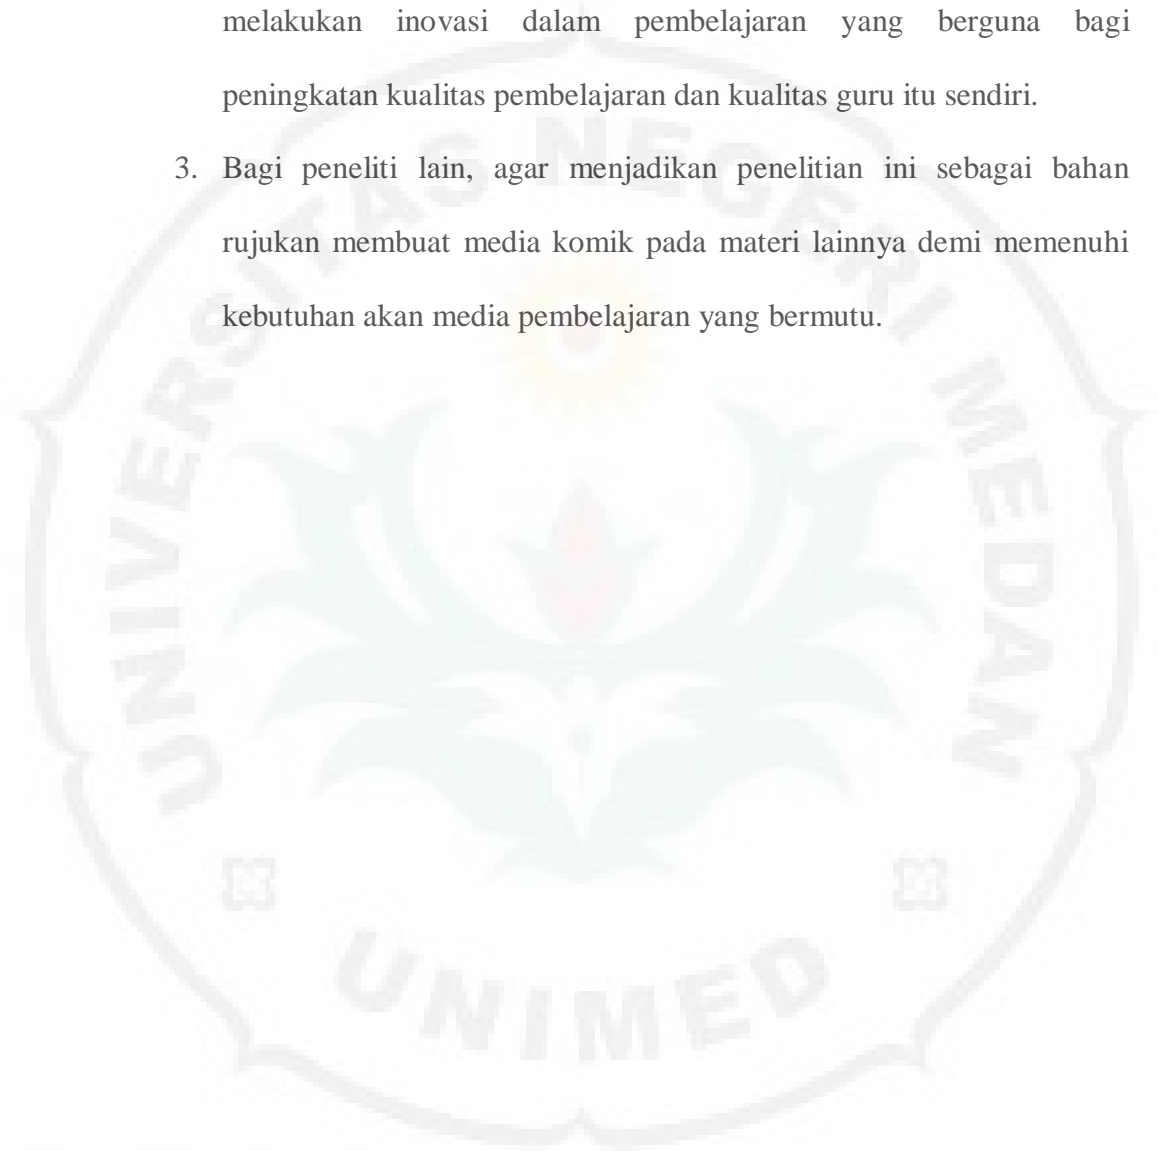 melakukan inovasi dalam pembelajaran yang berguna bagi
peningkatan kualitas pembelajaran dan kualitas guru itu sendiri.
3. Bagi peneliti lain, agar menjadikan penelitian ini sebagai bahan
rujukan membuat media komik pada materi lainnya demi memenuhi
kebutuhan akan media pembelajaran yang bermutu.
UNIVERSITAS NEGERI MEDAN
UNIMED